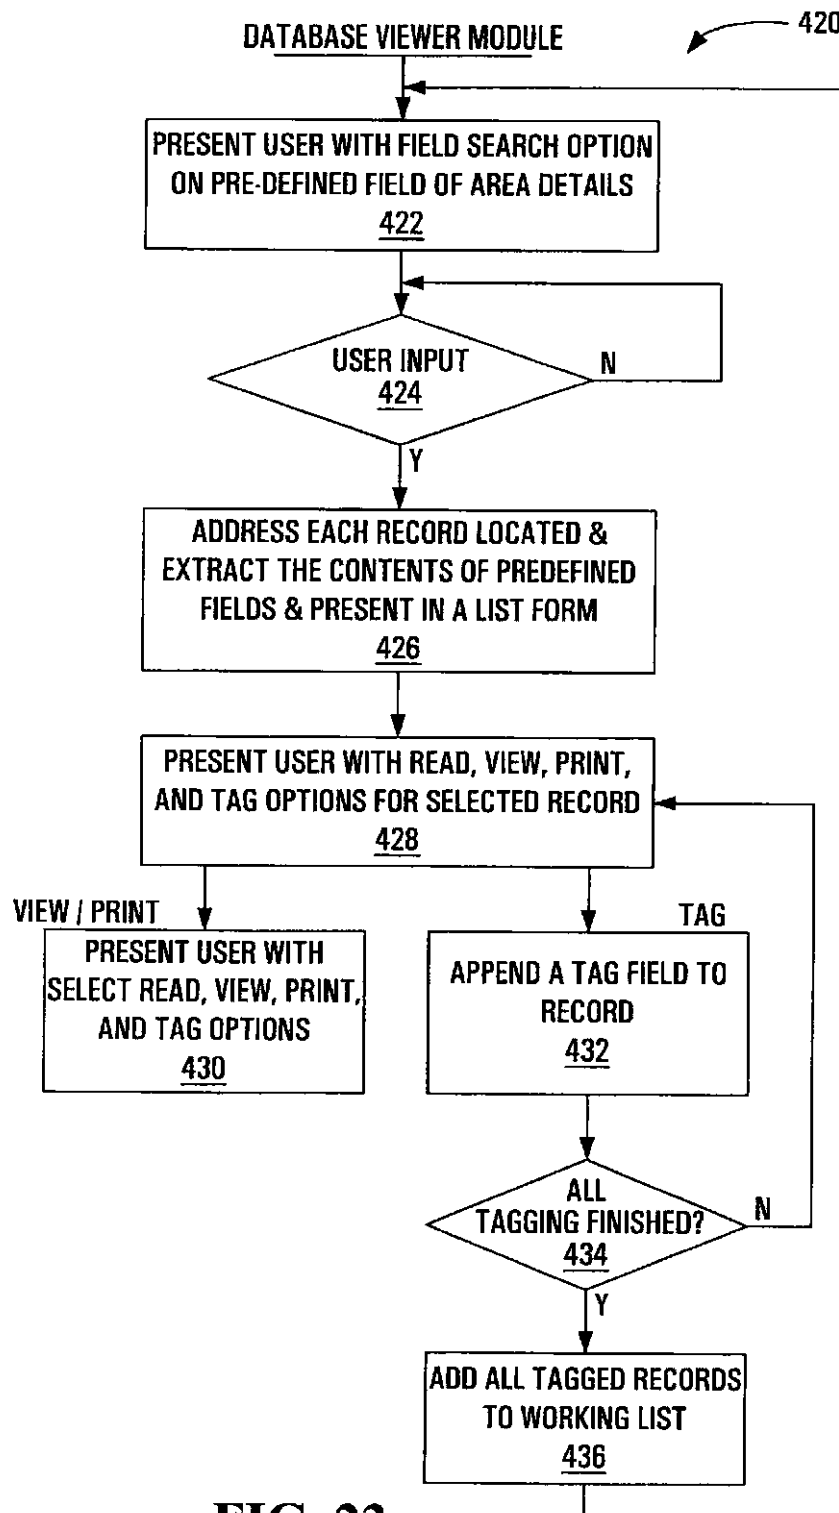 DATABASE VIEWER MODULE
420
PRESENT USER WITH FIELD SEARCH OPTION
ON PRE-DEFINED FIELD OF AREA DETAILS
422
USER INPUT
424
N
Y
ADDRESS EACH RECORD LOCATED &
EXTRACT THE CONTENTS OF PREDEFINED
FIELDS & PRESENT IN A LIST FORM
426
PRESENT USER WITH READ, VIEW, PRINT,
AND TAG OPTIONS FOR SELECTED RECORD
428
VIEW / PRINT
PRESENT USER WITH
SELECT READ, VIEW, PRINT,
AND TAG OPTIONS
430
TAG
APPEND A TAG FIELD TO
RECORD
432
ALL
TAGGING FINISHED?
434
N
Y
ADD ALL TAGGED RECORDS
TO WORKING LIST
436